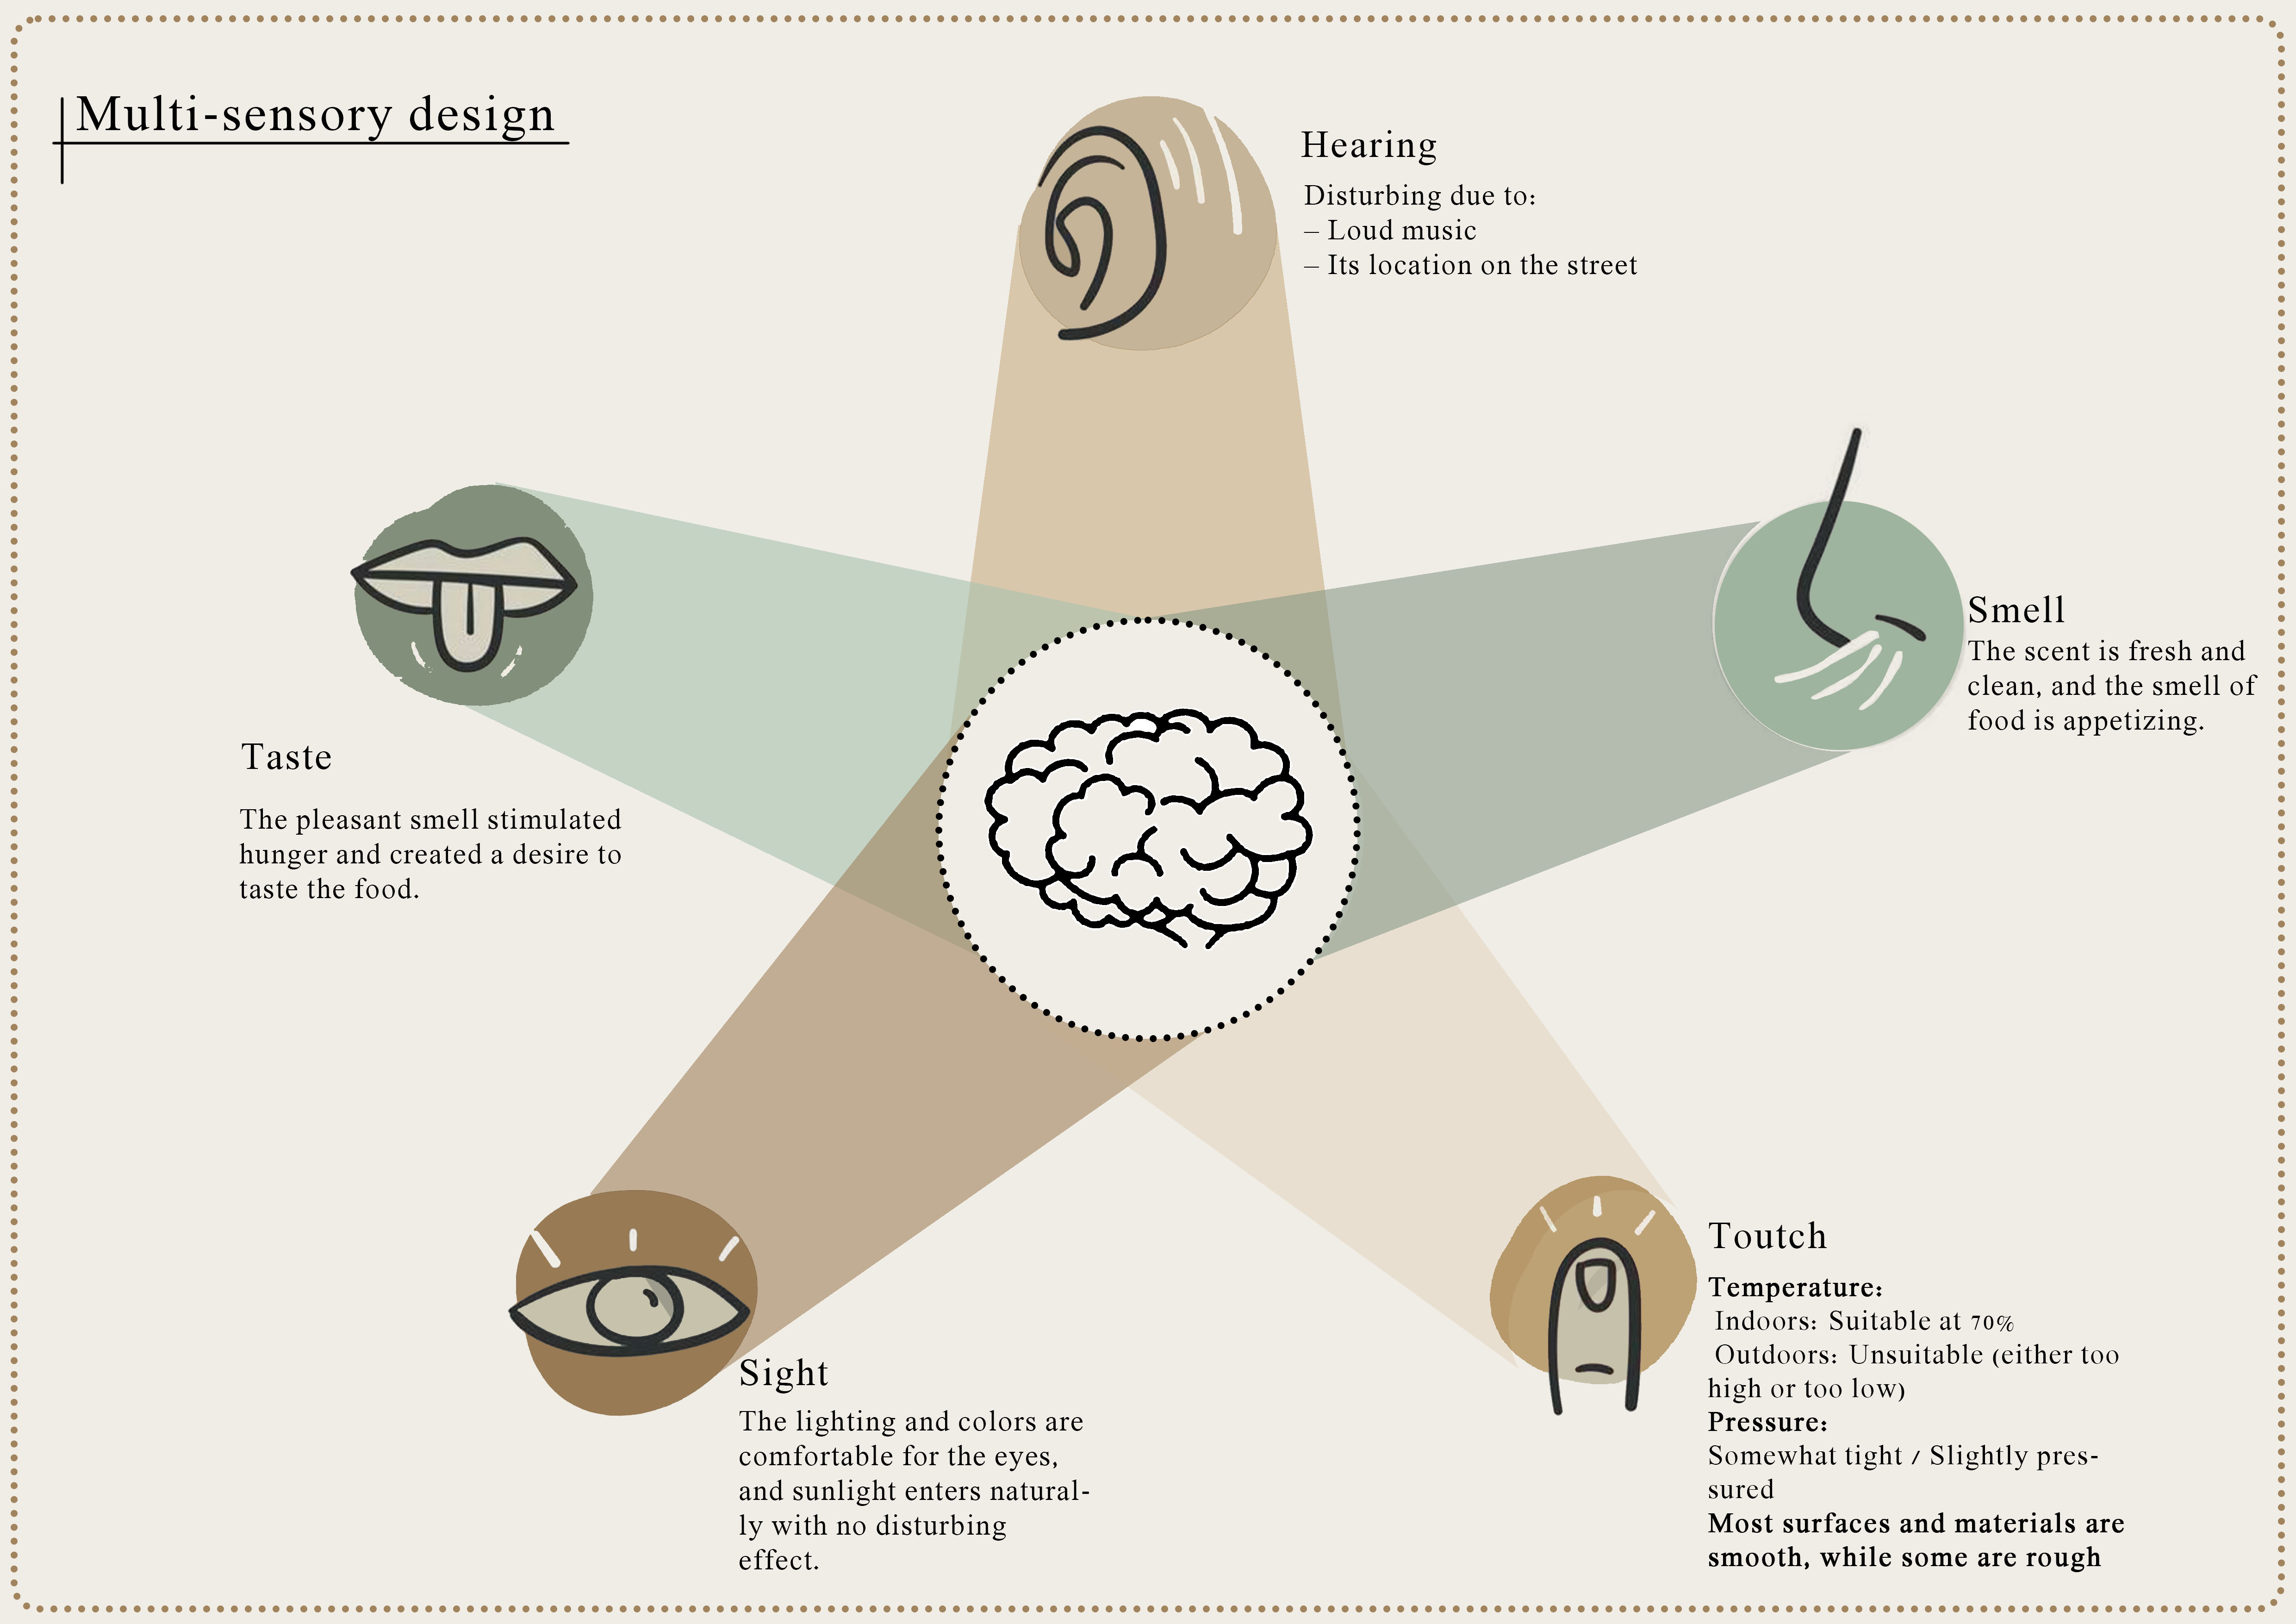 Multi-sensory design
Hearing
Disturbing due to:
– Loud music
– Its location on the street
Smell
The scent is fresh and
clean, and the smell of
food is appetizing.
Taste
The pleasant smell stimulated
hunger and created a desire to
taste the food.
Sight
The lighting and colors are
comfortable for the eyes,
and sunlight enters natural-
ly with no disturbing
effect.
Toutch
Temperature:
Indoors: Suitable at 70%
Outdoors: Unsuitable (either too
high or too low)
Pressure:
Somewhat tight / Slightly pres-
sured
Most surfaces and materials are
smooth, while some are rough